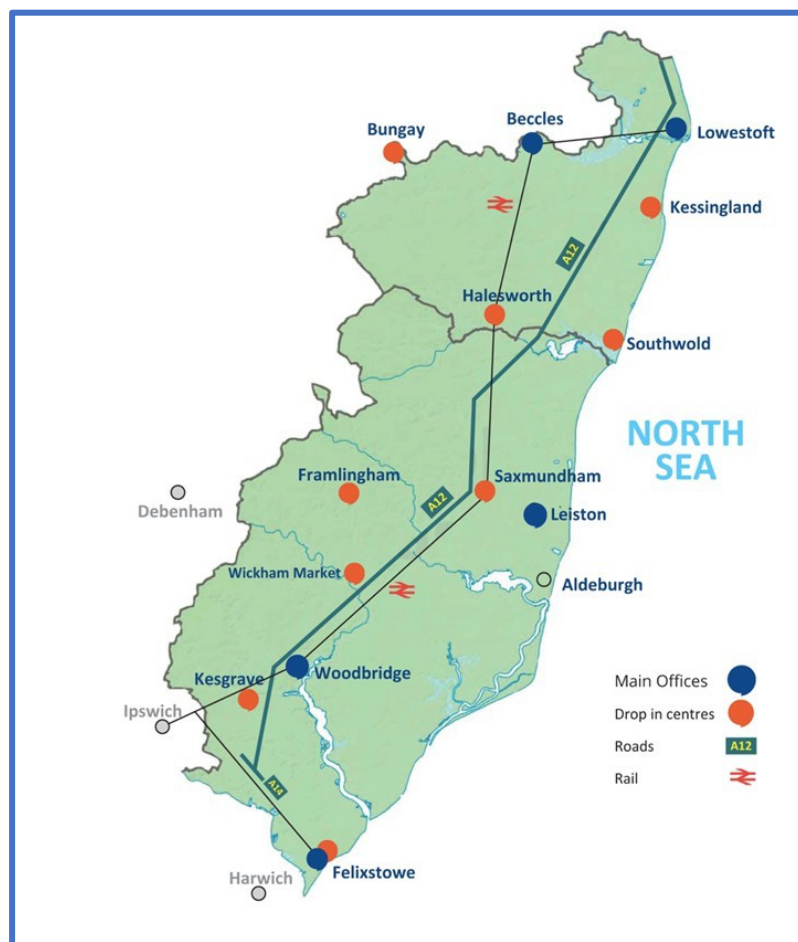 Beccles
Bungay
Lowestoft
Kessingland
A12
Halesworth
Southwold
NORTH
SEA
Framlingham
Saxmundham
Debenham
A12
Leiston
Wickham Market
Aldeburgh
Kesgrave
Woodbridge
Ipswich
Main Offices
Drop in centres
Roads
A12
Rail
A14
Harwich
Felixstowe